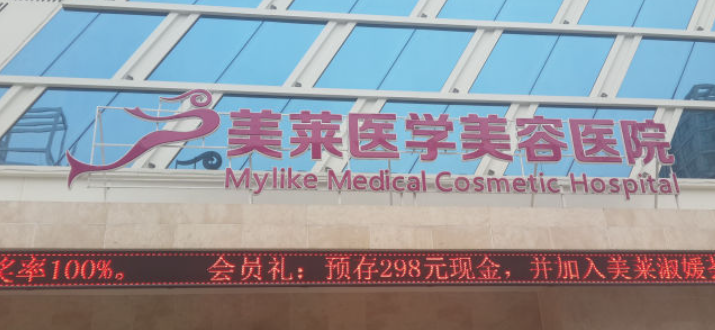 美莱医学美容医院
Mylike Medical Cosmetic Hospital
奖率100%。 会员礼：预存298元现金，并加入美莱淑媛